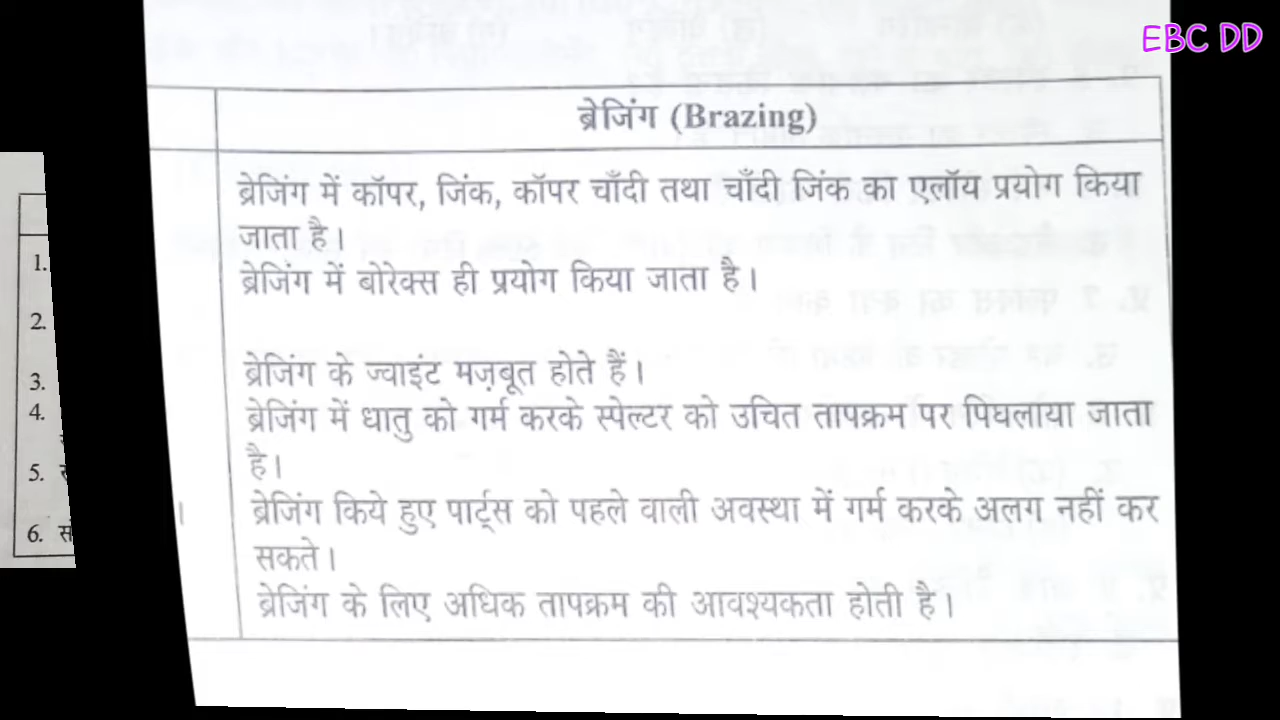 EBC DD
ब्रेजिंग (Brazing)
ब्रेजिंग में कॉपर, जिंक, कॉपर चाँदी तथा चाँदी जिंक का एलॉय प्रयोग किया
जाता है।
ब्रेजिंग में बोरेक्स ही प्रयोग किया जाता है।
ब्रेजिंग के ज्वाइंट मज़बूत होते हैं।
ब्रेजिंग में धातु को गर्म करके स्पेल्टर को उचित तापक्रम पर पिघलाया जाता
है।
ब्रेजिंग किये हुए पार्ट्स को पहले वाली अवस्था में गर्म करके अलग नहीं कर
सकते।
ब्रेजिंग के लिए अधिक तापक्रम की आवश्यकता होती है।
1.
2.
3.
4.
5.
6.